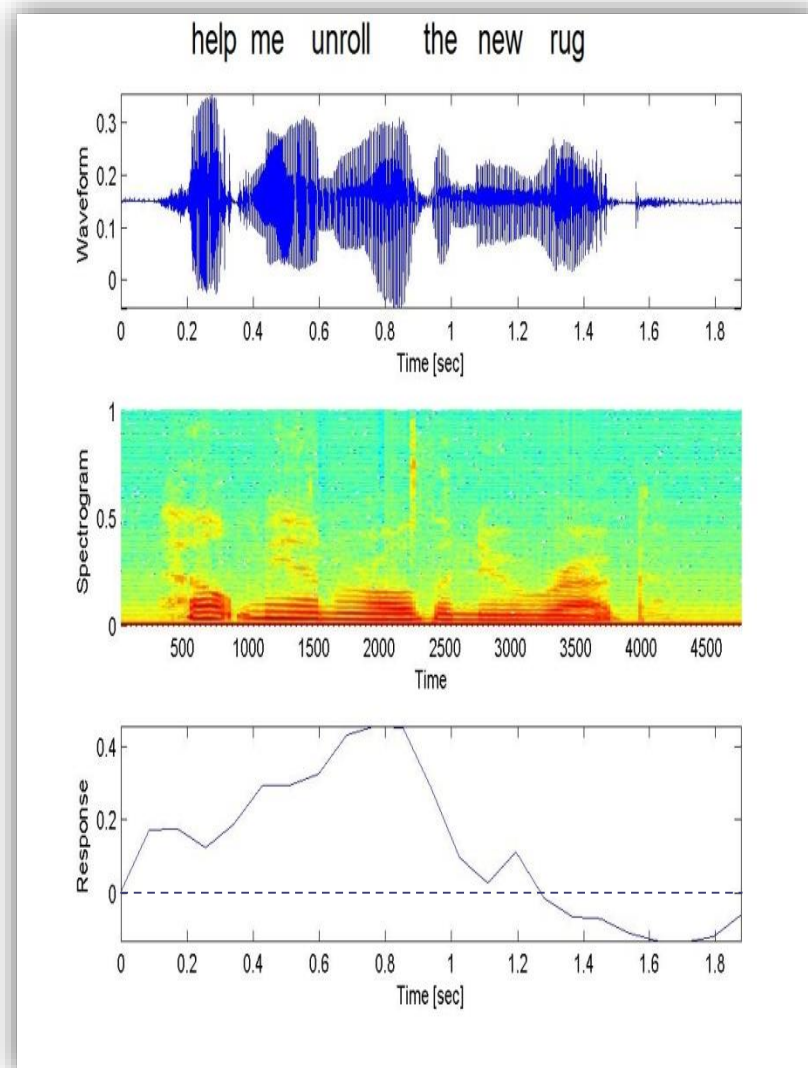 help me unroll the new rug
Waveform
0.3
0.2
0.1
0
0 0.2 0.4 0.6 0.8 1 1.2 1.4 1.6 1.8
Time [sec]
Spectrogram
1
0.5
0
500 1000 1500 2000 2500 3000 3500 4000 4500
Time
Response
0.4
0.2
0
0 0.2 0.4 0.6 0.8 1 1.2 1.4 1.6 1.8
Time [sec]